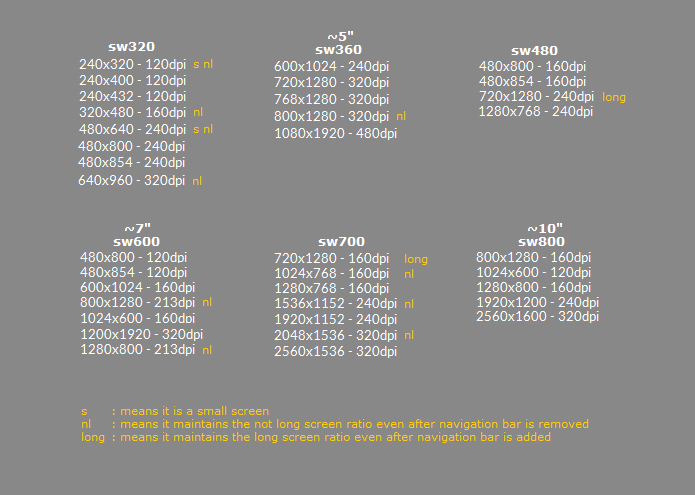 sw320
240x320 - 120dpi s nl
240x400 - 120dpi
240x432 - 120dpi
320x480 - 160dpi nl
480x640 - 240dpi s nl
480x800 - 240dpi
480x854 - 240dpi
640x960 - 320dpi nl
~5"
sw360
600x1024 - 240dpi
720x1280 - 320dpi
768x1280 - 320dpi
800x1280 - 320dpi nl
1080x1920 - 480dpi
sw480
480x800 - 160dpi
480x854 - 160dpi
720x1280 - 240dpi long
1280x768 - 240dpi
~7"
sw600
480x800 - 120dpi
480x854 - 120dpi
600x1024 - 160dpi
800x1280 - 213dpi nl
1024x600 - 160dpi
1200x1920 - 320dpi
1280x800 - 213dpi nl
sw700
720x1280 - 160dpi long
1024x768 - 160dpi nl
1280x768 - 160dpi
1536x1152 - 240dpi nl
1920x1152 - 240dpi
2048x1536 - 320dpi nl
2560x1536 - 320dpi
~10"
sw800
800x1280 - 160dpi
1024x600 - 120dpi
1280x800 - 160dpi
1920x1200 - 240dpi
2560x1600 - 320dpi
s : means it is a small screen
nl : means it maintains the not long screen ratio even after navigation bar is removed
long : means it maintains the long screen ratio even after navigation bar is added